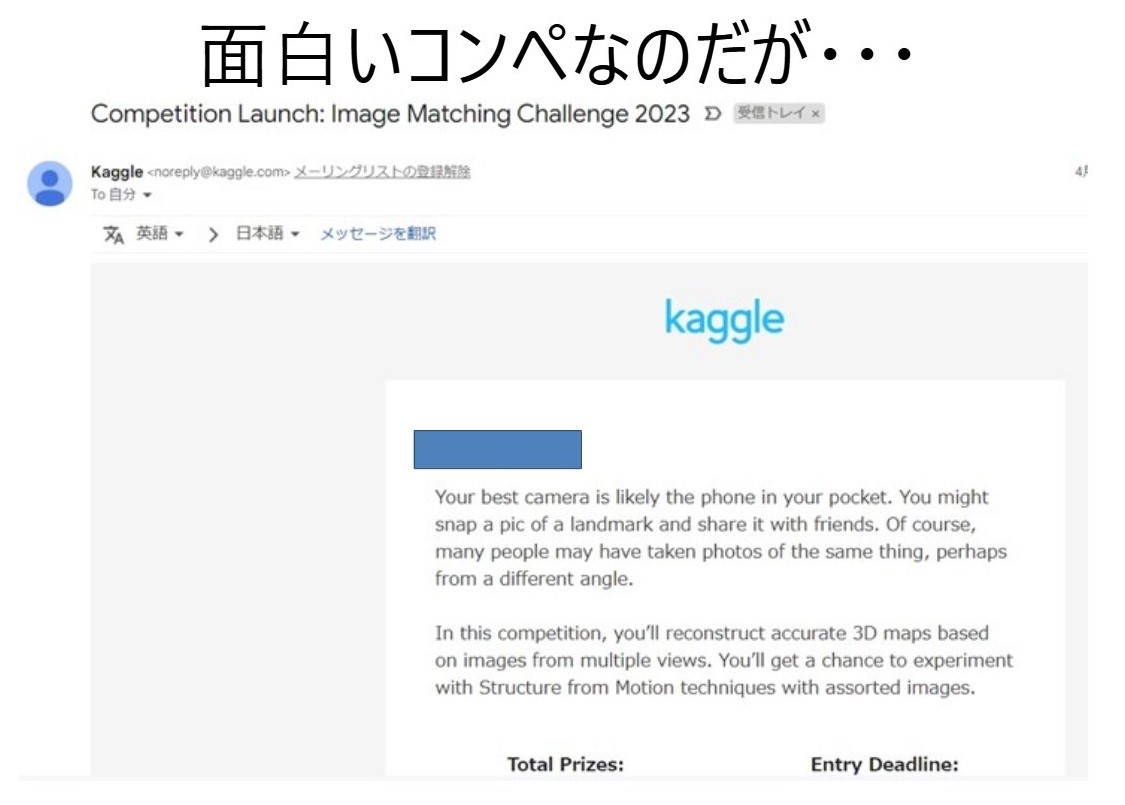 面白いコンペなのだが・・・
Competition Launch: Image Matching Challenge 2023 受信トレイ ×
Kaggle <noreply@kaggle.com> メーリングリストの登録解除
To 自分
英語 日本語 メッセージを翻訳
kaggle
Your best camera is likely the phone in your pocket. You might
snap a pic of a landmark and share it with friends. Of course,
many people may have taken photos of the same thing, perhaps
from a different angle.
In this competition, you’ll reconstruct accurate 3D maps based
on images from multiple views. You’ll get a chance to experiment
with Structure from Motion techniques with assorted images.
Total Prizes: Entry Deadline: